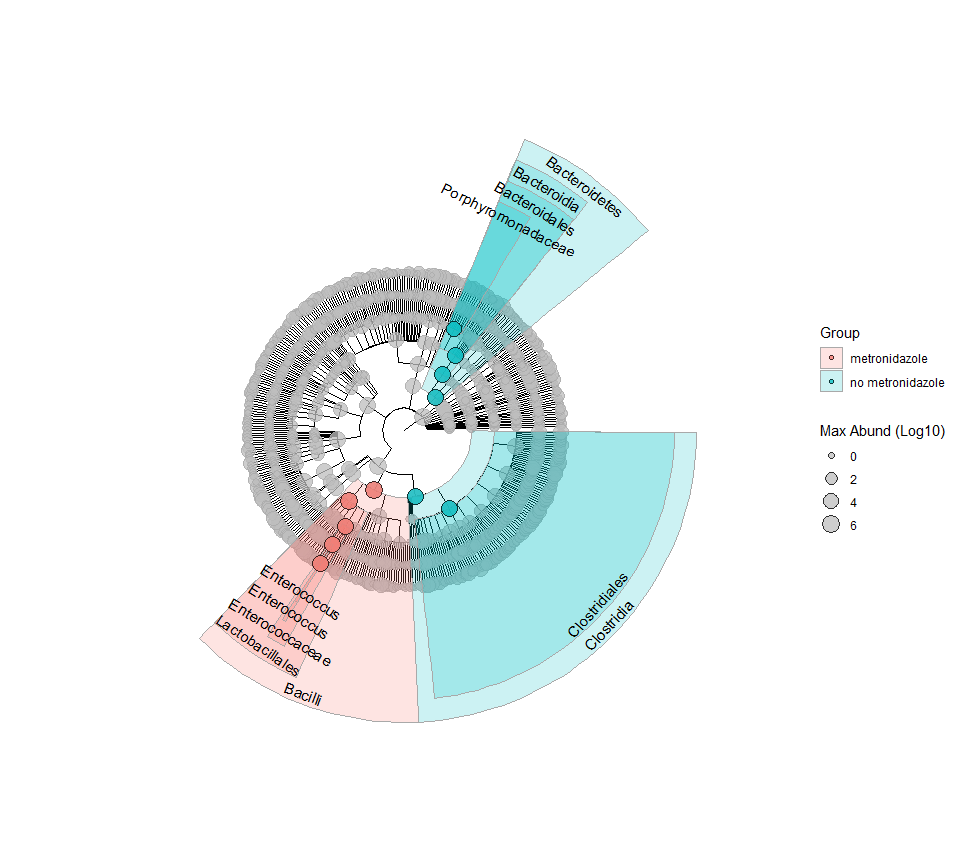 Bacteroidetes
Bacteroidia
Bacteroidales
Porphyromonadaceae
Group
metronidazole
no metronidazole
Max Abund (Log10)
0
2
4
6
Enterococcus
Enterococcus
Enterococcaceae
Lactobacillales
Bacilli
Clostridiales
Clostridia